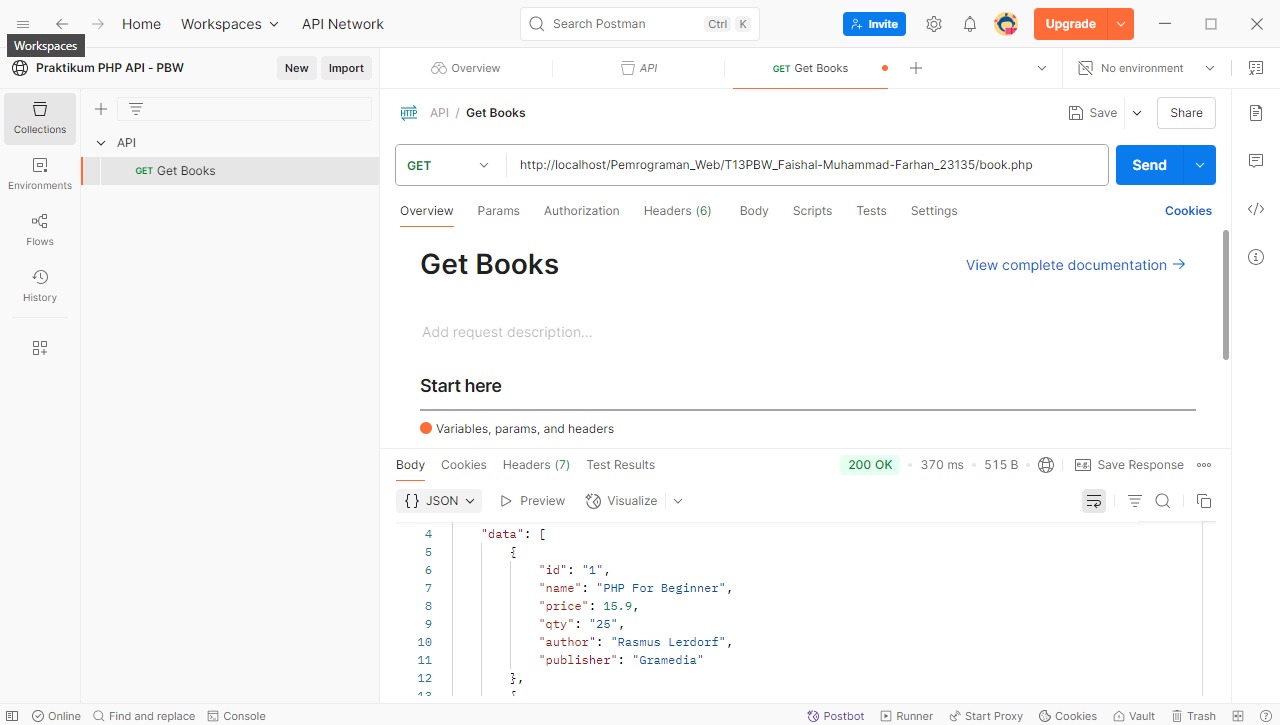 Home Workspaces API Network Search Postman Ctrl K Invite Upgrade
Workspaces
Praktikum PHP API - PBW New Import Overview API GET Get Books No environment
Collections
API
GET Get Books
Environments
Flows
History
HTTP API / Get Books Save Share
GET http://localhost/Pemrograman_Web/T13PBW_Faishal-Muhammad-Farhan_23135/book.php Send
Overview Params Authorization Headers (6) Body Scripts Tests Settings Cookies
Get Books View complete documentation →
Add request description...
Start here
Variables, params, and headers
Body Cookies Headers (7) Test Results 200 OK 370 ms 515 B e.g. Save Response
{} JSON Preview Visualize
4 "data": [
5 {
6 "id": "1",
7 "name": "PHP For Beginner",
8 "price": 15.9,
9 "qty": "25",
10 "author": "Rasmus Lerdorf",
11 "publisher": "Gramedia"
12 },
13 {
Online Find and replace Console Postbot Runner Start Proxy Cookies Vault Trash